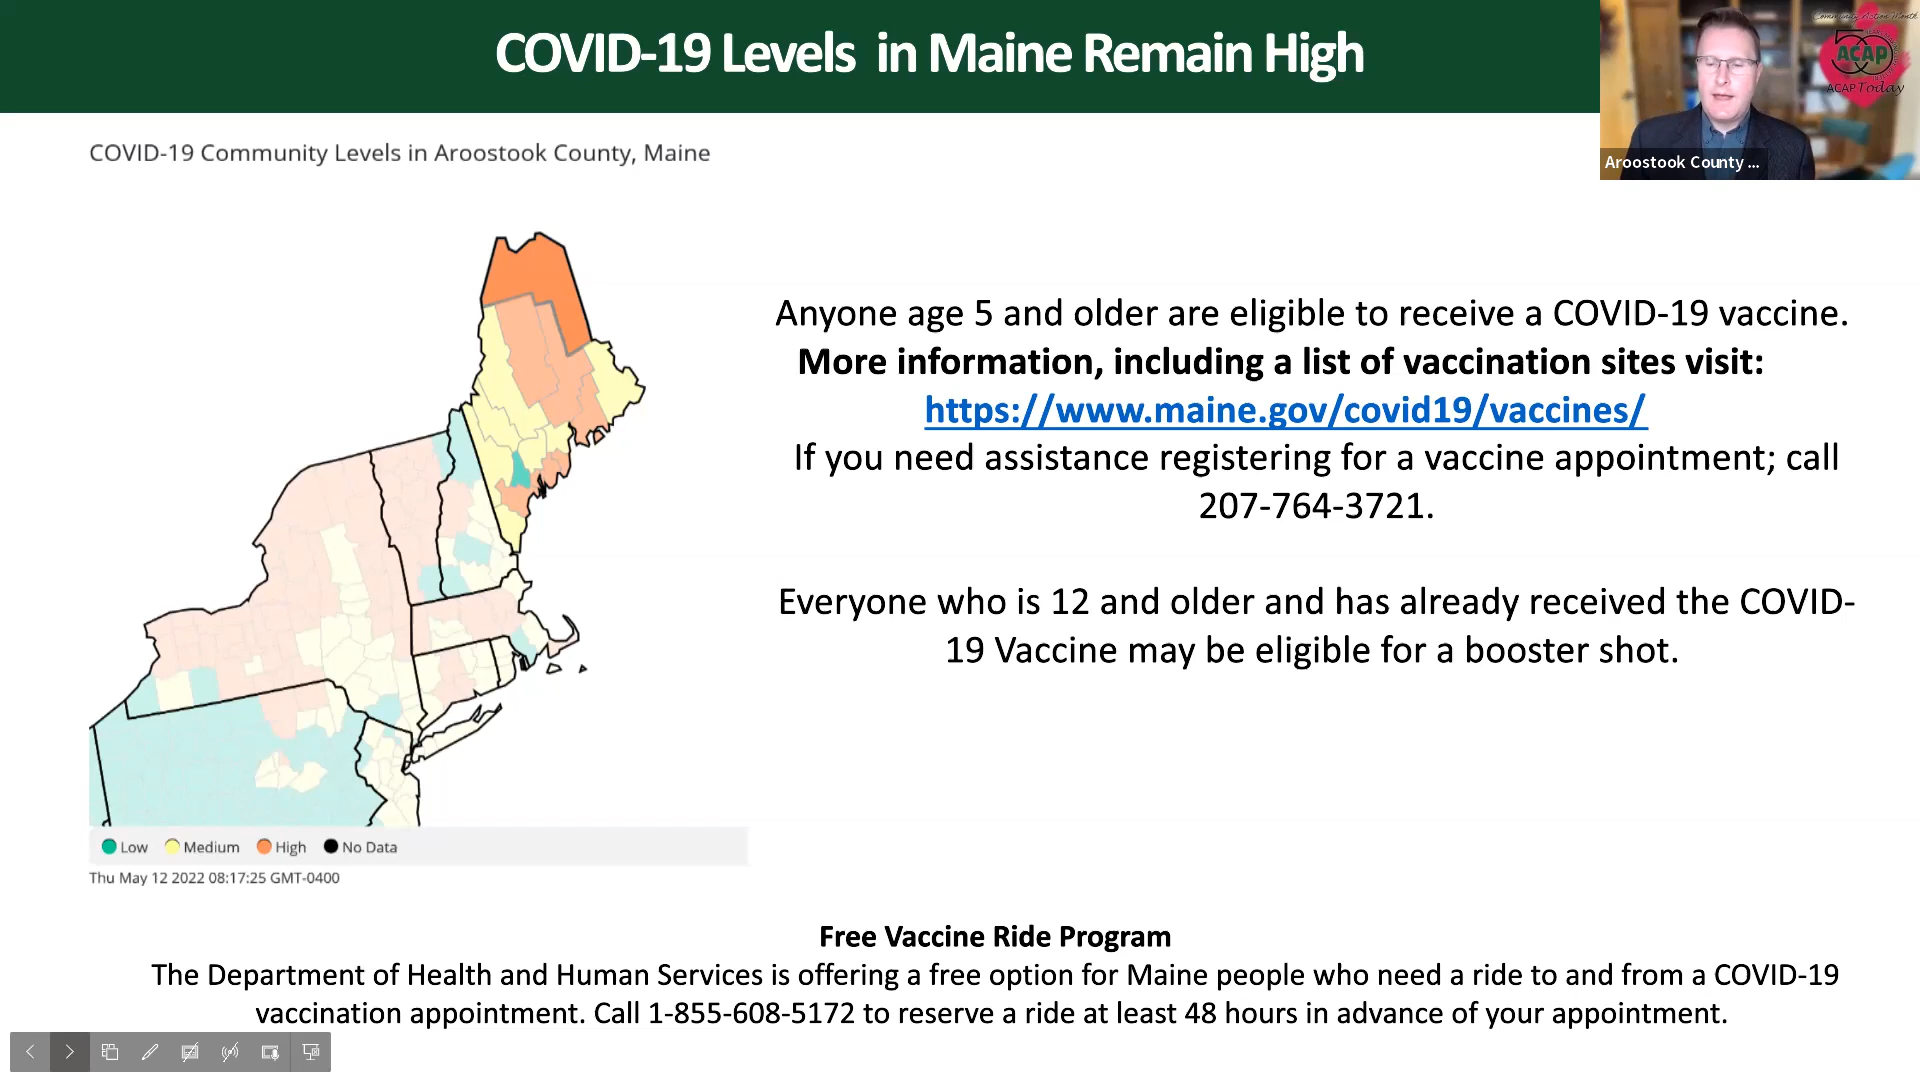 COVID-19 Levels in Maine Remain High
Community Action Month
50
ACAP
ACAP Today
Aroostook County ...
COVID-19 Community Levels in Aroostook County, Maine
Anyone age 5 and older are eligible to receive a COVID-19 vaccine.
More information, including a list of vaccination sites visit:
https://www.maine.gov/covid19/vaccines/
If you need assistance registering for a vaccine appointment; call
207-764-3721.
Everyone who is 12 and older and has already received the COVID-
19 Vaccine may be eligible for a booster shot.
Low Medium High No Data
Thu May 12 2022 08:17:25 GMT-0400
Free Vaccine Ride Program
The Department of Health and Human Services is offering a free option for Maine people who need a ride to and from a COVID-19
vaccination appointment. Call 1-855-608-5172 to reserve a ride at least 48 hours in advance of your appointment.